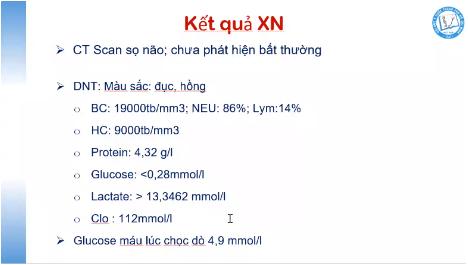 Kết quả XN
➢ CT Scan sọ não; chưa phát hiện bất thường
➢ DNT: Màu sắc: đục, hồng
o BC: 19000tb/mm3; NEU: 86%; Lym:14%
o HC: 9000tb/mm3
o Protein: 4,32 g/l
o Glucose: <0,28mmol/l
o Lactate: > 13,3462 mmol/l
o Clo : 112mmol/l
➢ Glucose máu lúc chọc dò 4,9 mmol/l